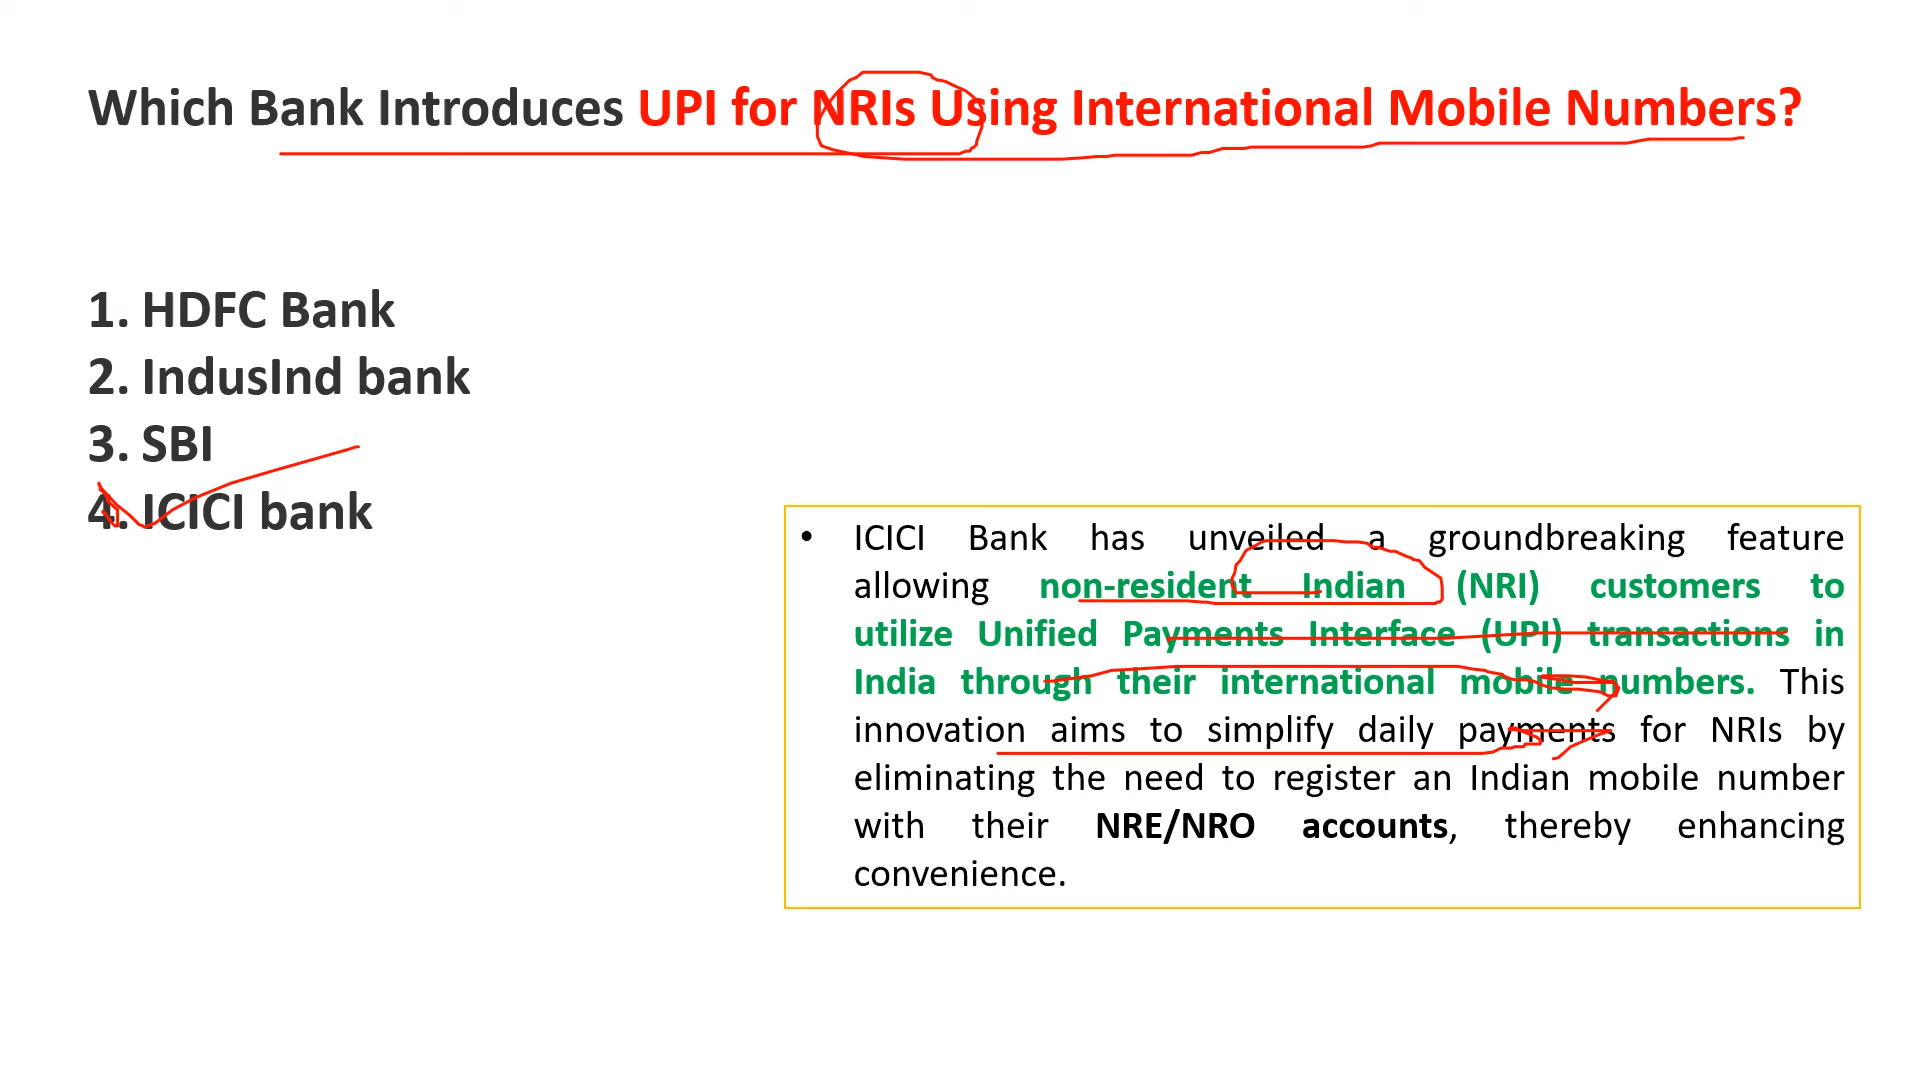 Which Bank Introduces UPI for NRIs Using International Mobile Numbers?
1. HDFC Bank
2. IndusInd bank
3. SBI
4. ICICI bank
• ICICI Bank has unveiled a groundbreaking feature
allowing non-resident Indian (NRI) customers to
utilize Unified Payments Interface (UPI) transactions in
India through their international mobile numbers. This
innovation aims to simplify daily payments for NRIs by
eliminating the need to register an Indian mobile number
with their NRE/NRO accounts, thereby enhancing
convenience.